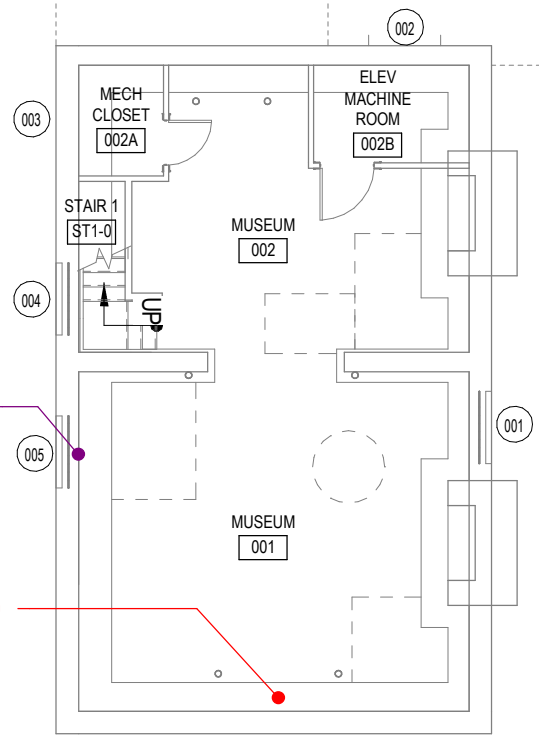 002
ELEV
MACHINE
ROOM
002B
MECH
CLOSET
002A
003
STAIR 1
ST1-0
MUSEUM
002
004
UP
001
005
MUSEUM
001